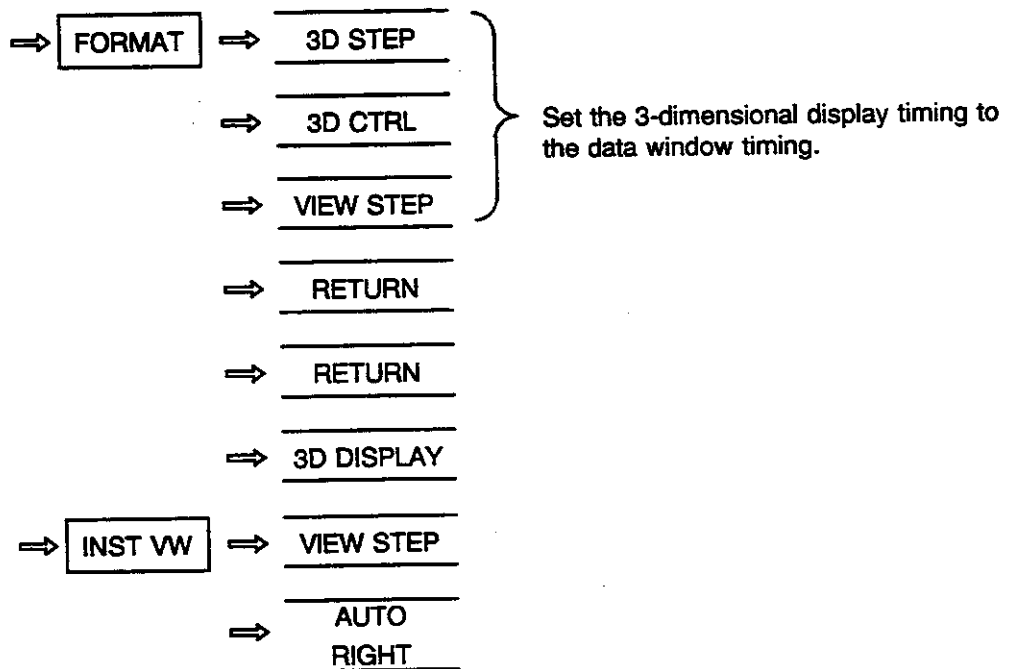 FORMAT 3D STEP
3D CTRL
Set the 3-dimensional display timing to
the data window timing.
VIEW STEP
RETURN
RETURN
3D DISPLAY
INST VW VIEW STEP
AUTO
RIGHT